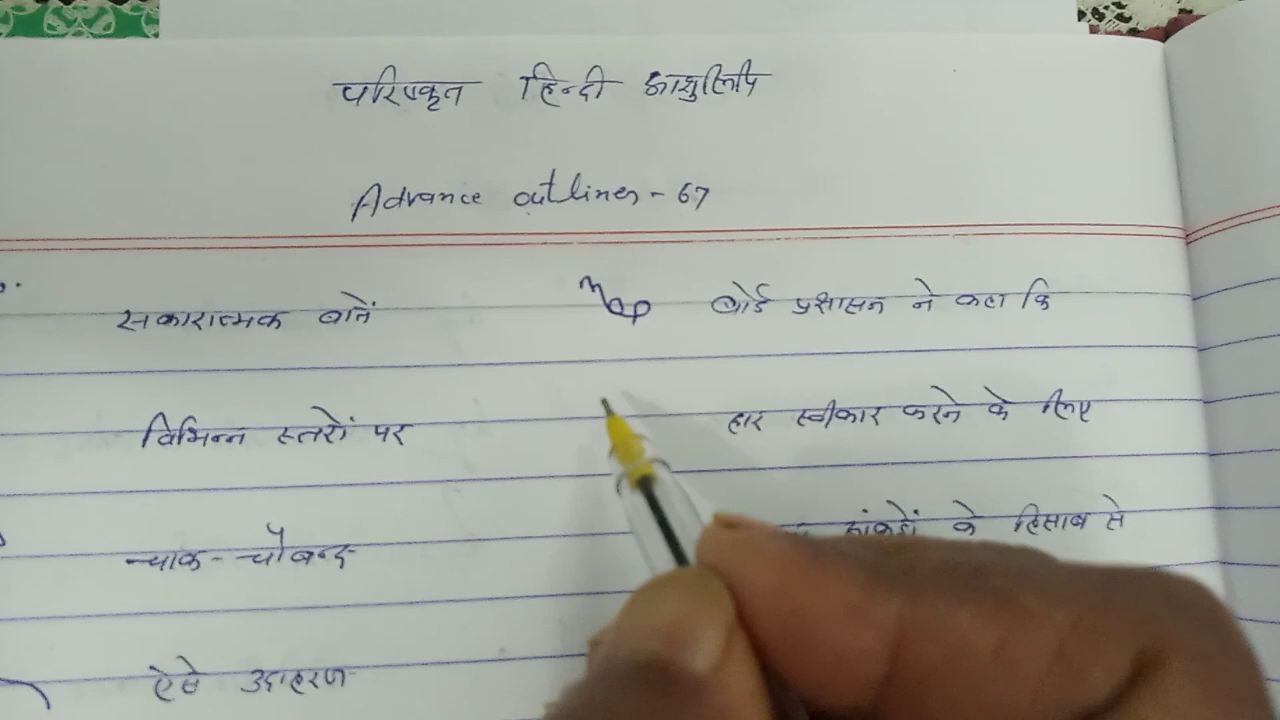 परिष्कृत हिन्दी आशुलिपि
Advance outlines - 67
सकारात्मक बातें
बोर्ड प्रशासन ने कहा कि
विभिन्न स्तरों पर
हार स्वीकार करने के लिए
चाक-चौबन्द
आंकड़ों के हिसाब से
ऐसे उदाहरण